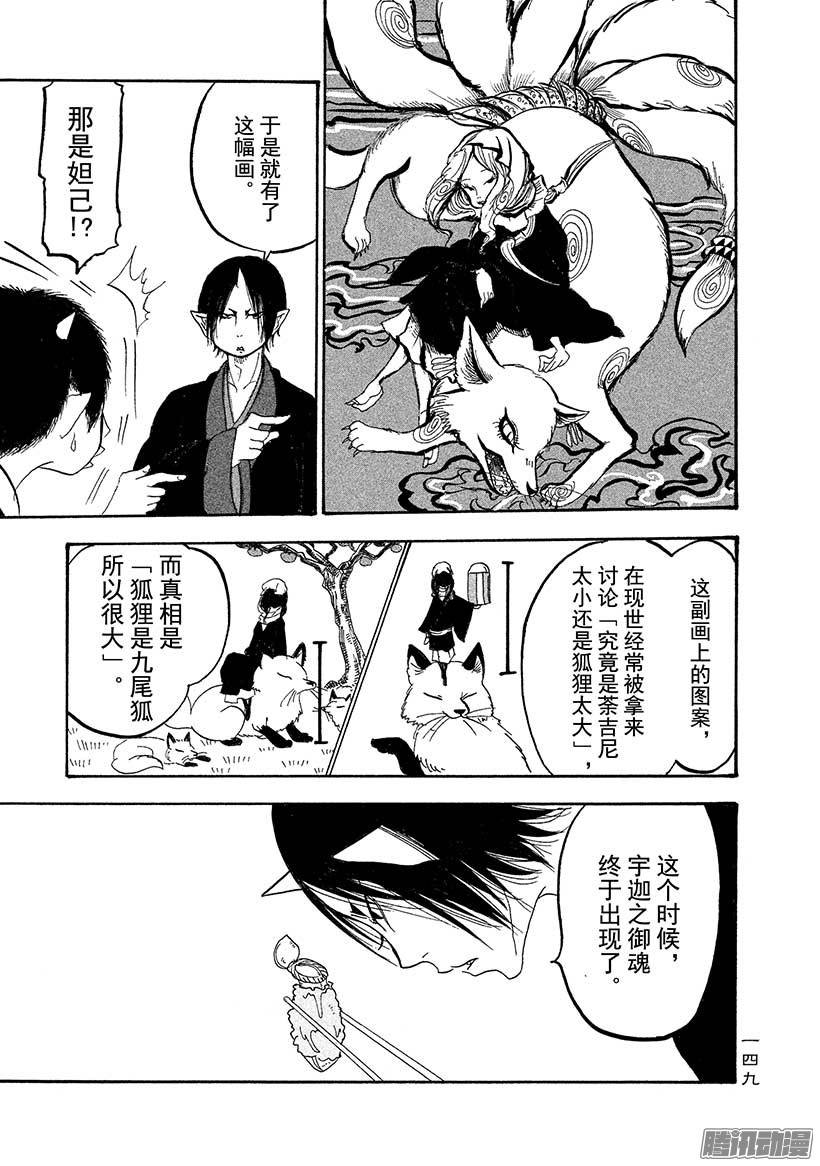 于是就有了
这幅画。
那是妲己
!?
这副画上的图案，
在现世经常被拿来
讨论「究竟是荼吉尼
太小还是狐狸太大」，
而真相是
「狐狸是九尾狐
所以很大」。
这个时候，
宇迦之御魂
终于出现了。
一四九
腾讯动漫